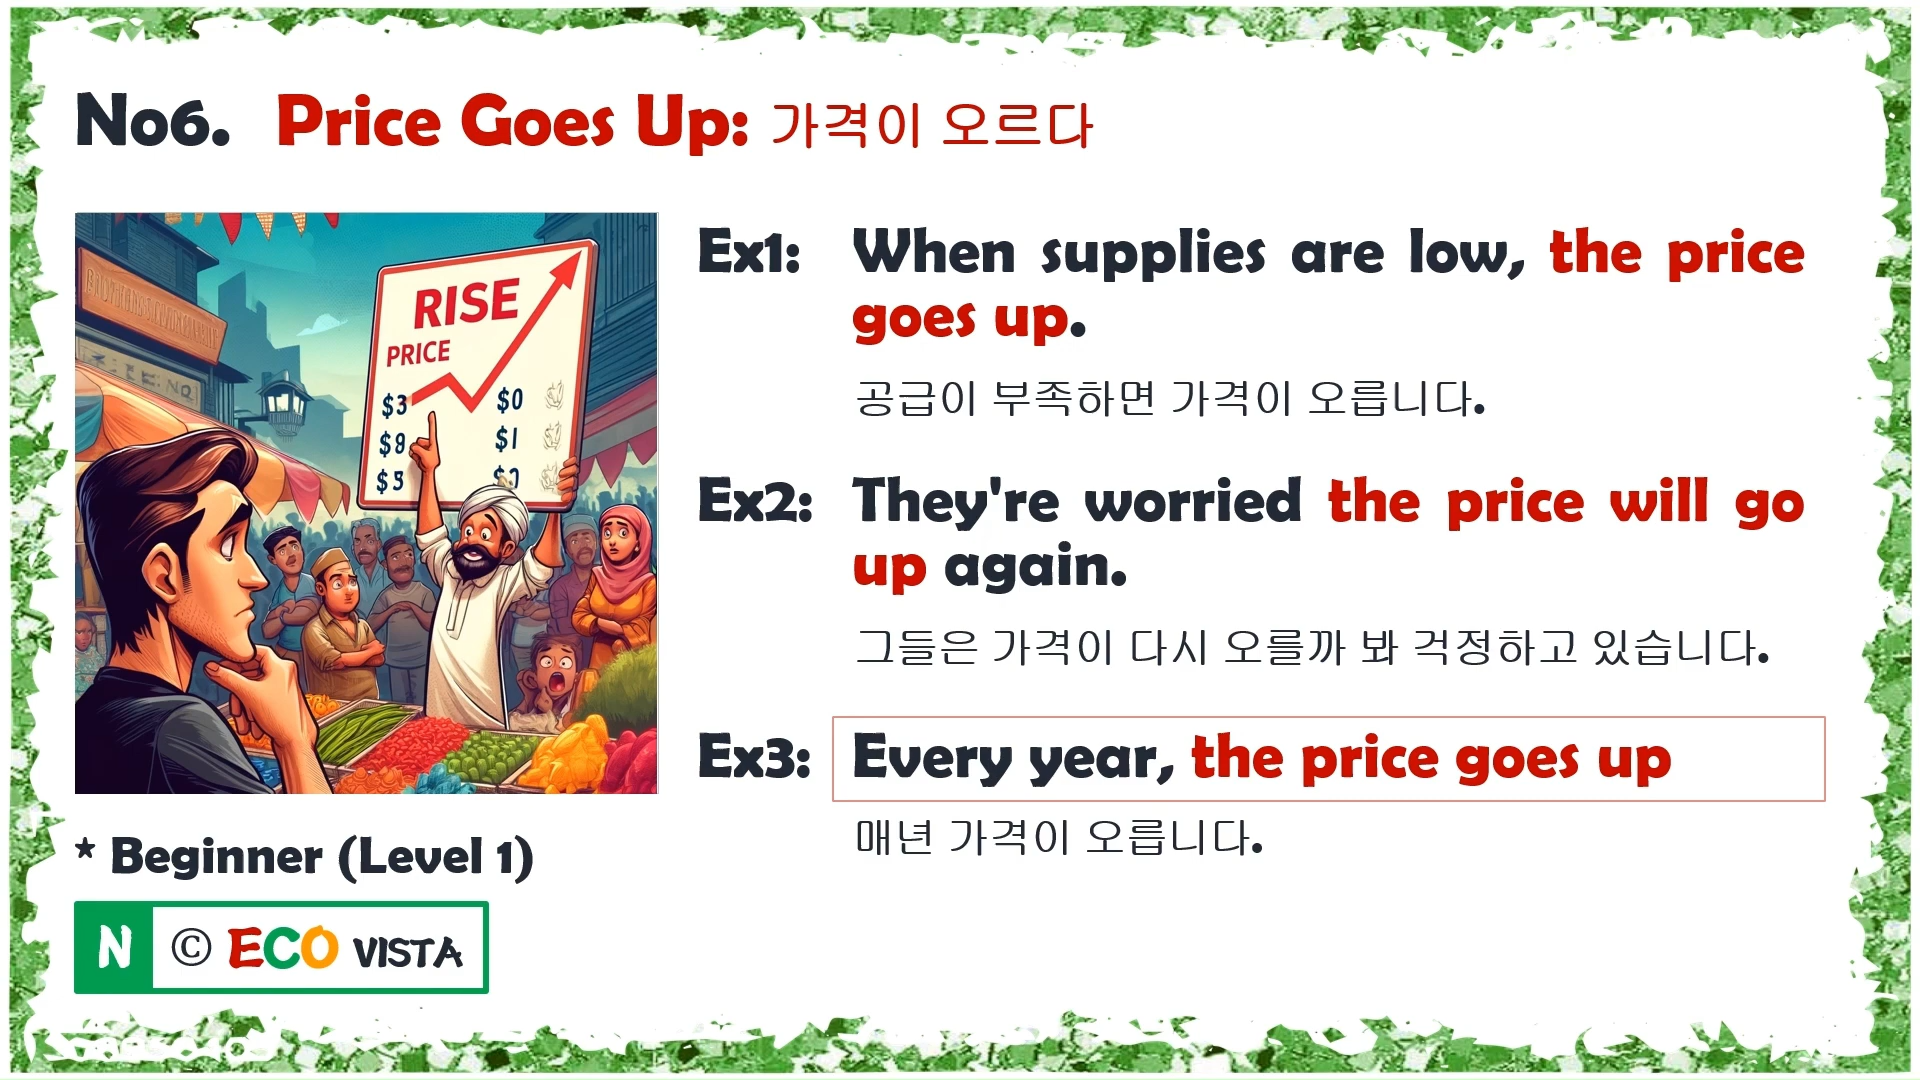 No6. Price Goes Up: 가격이 오르다
RISE
PRICE
$3 $0
$9 $1
$5
Ex1: When supplies are low, the price
goes up.
공급이 부족하면 가격이 오릅니다.
Ex2: They're worried the price will go
up again.
그들은 가격이 다시 오를까 봐 걱정하고 있습니다.
Ex3: Every year, the price goes up
매년 가격이 오릅니다.
* Beginner (Level 1)
N © ECO VISTA